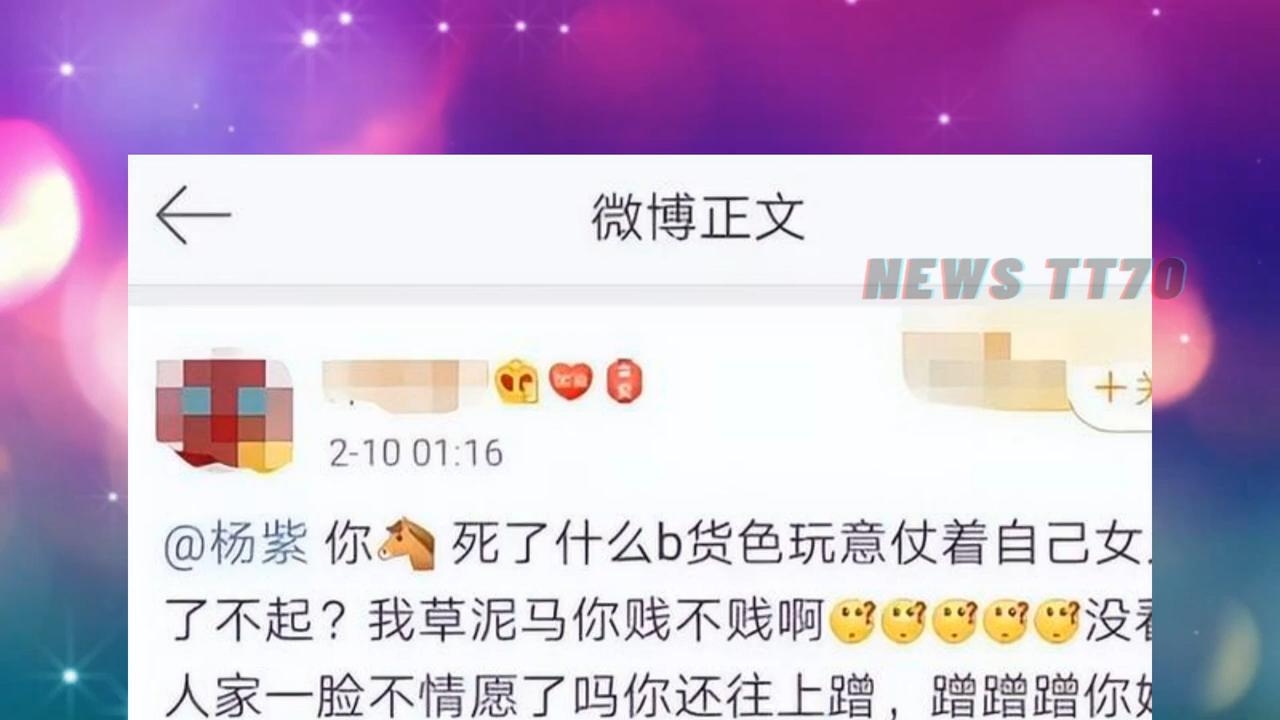 微博正文
NEWS TT70
+关
2-10 01:16
@杨紫 你🐴死了什么b货色玩意仗着自己女
了不起？我草泥马你贱不贱啊🤔🤔🤔🤔🤔没看
人家一脸不情愿了吗你还往上蹭，蹭蹭蹭你